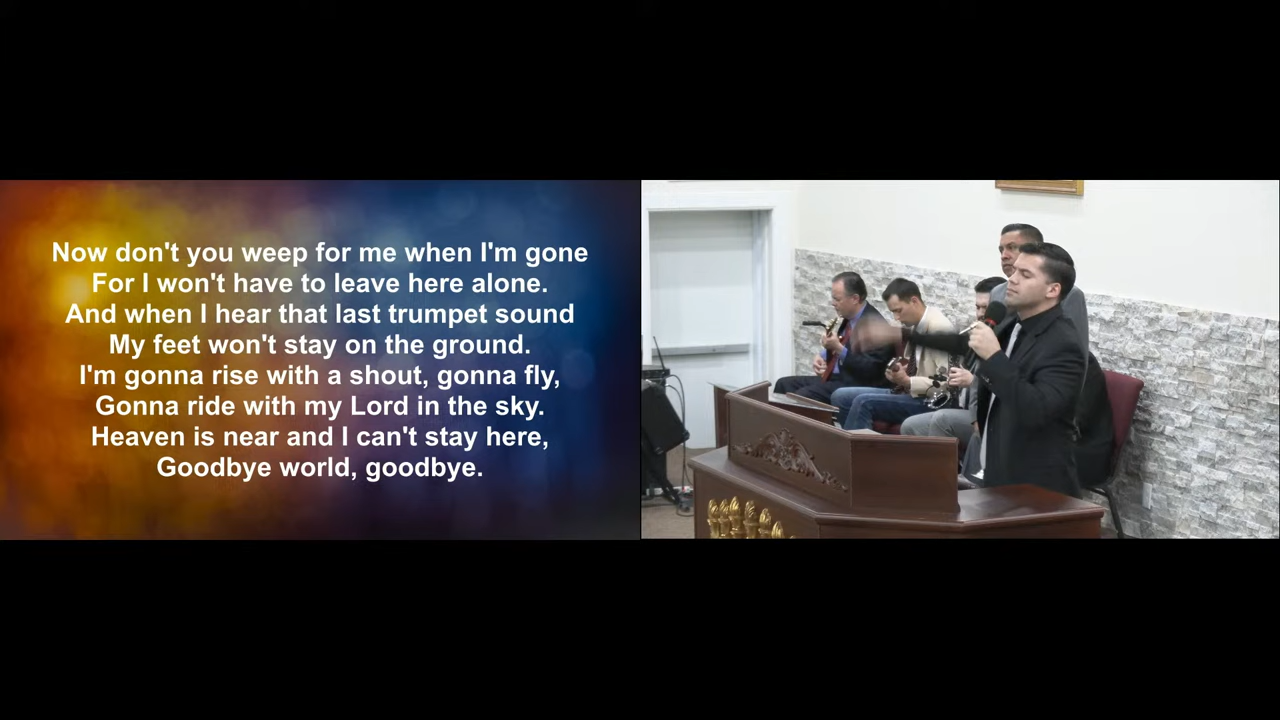 Now don't you weep for me when I'm gone
For I won't have to leave here alone.
And when I hear that last trumpet sound
My feet won't stay on the ground.
I'm gonna rise with a shout, gonna fly,
Gonna ride with my Lord in the sky.
Heaven is near and I can't stay here,
Goodbye world, goodbye.